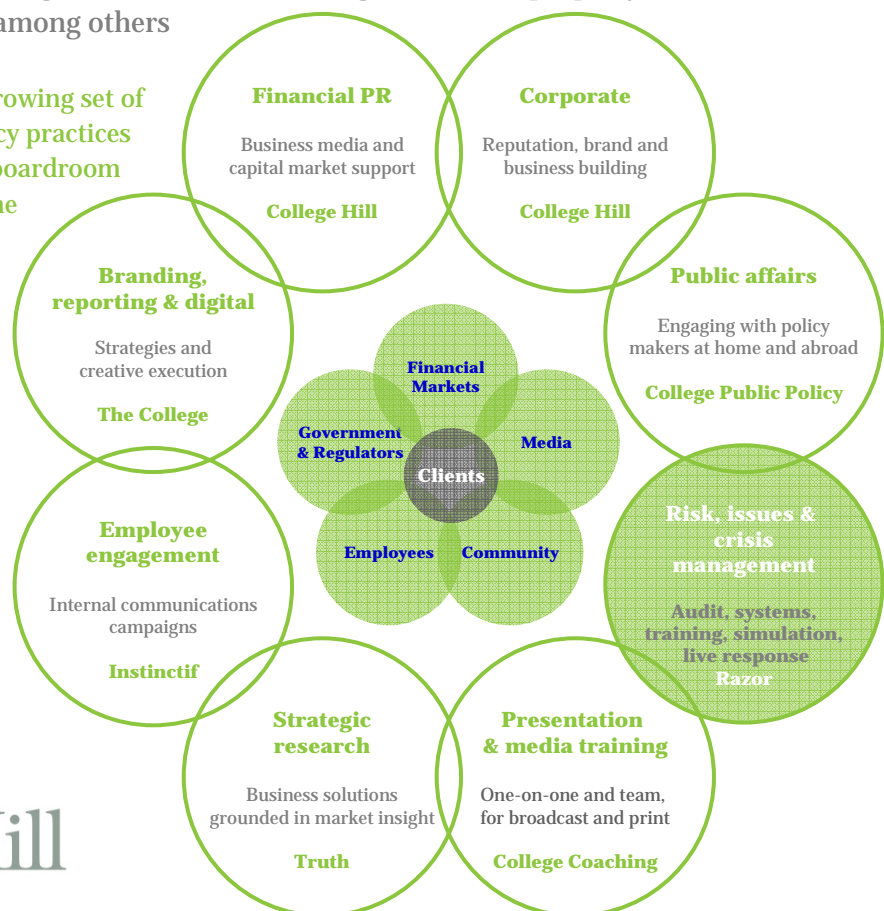 among others
rowing set of
cy practices
boardroom
ne
Financial PR
Business media and
capital market support
College Hill
Corporate
Reputation, brand and
business building
College Hill
Branding,
reporting & digital
Strategies and
creative execution
The College
Public affairs
Engaging with policy
makers at home and abroad
College Public Policy
Financial
Markets
Government
& Regulators
Media
Clients
Employees
Community
Employee
engagement
Internal communications
campaigns
Instinctif
Risk, issues &
crisis
management
Audit, systems,
training, simulation,
live response
Razor
Strategic
research
Business solutions
grounded in market insight
Truth
Presentation
& media training
One-on-one and team,
for broadcast and print
College Coaching
Hill